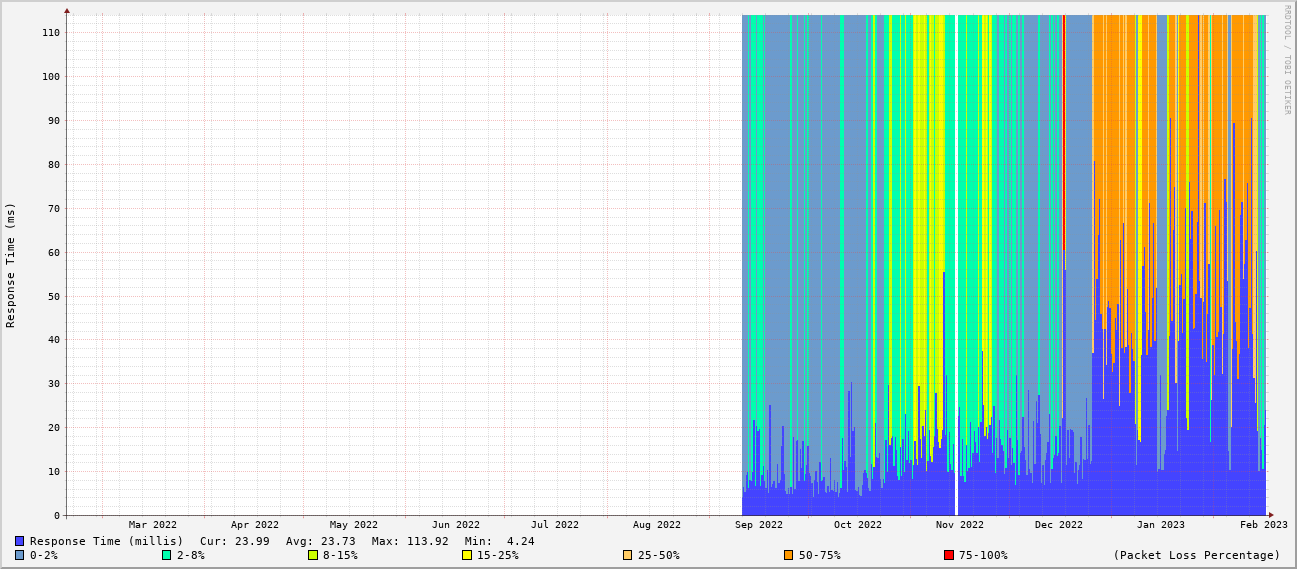 RRDTOOL / TOBI OETIKER
Response Time (ms)
110
100
90
80
70
60
50
40
30
20
10
0
Mar 2022 Apr 2022 May 2022 Jun 2022 Jul 2022 Aug 2022 Sep 2022 Oct 2022 Nov 2022 Dec 2022 Jan 2023 Feb 2023
Response Time (millis) Cur: 23.99 Avg: 23.73 Max: 113.92 Min: 4.24
0-2% 2-8% 8-15% 15-25% 25-50% 50-75% 75-100% (Packet Loss Percentage)